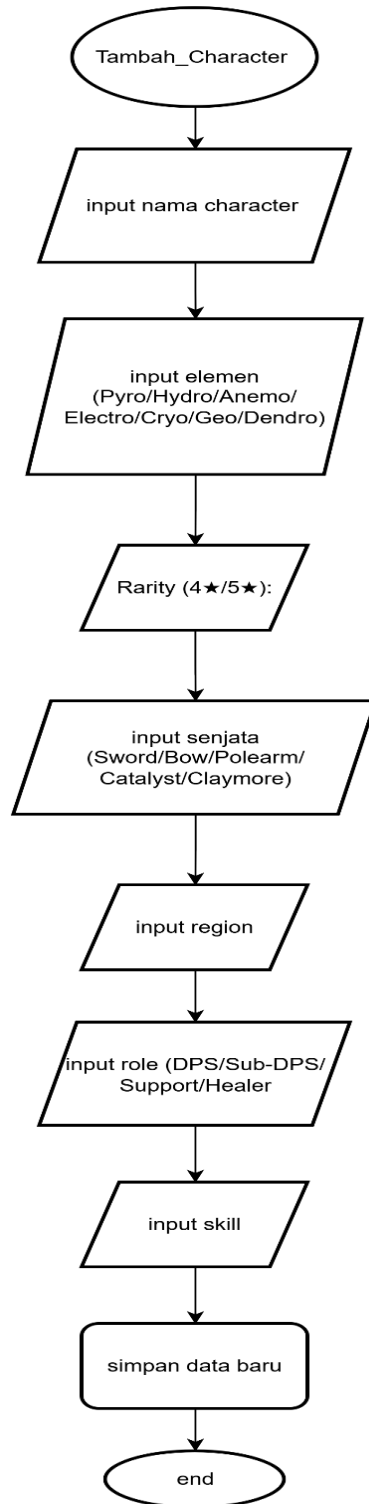 Tambah_Character
input nama character
input elemen
(Pyro/Hydro/Anemo/
Electro/Cryo/Geo/Dendro)
Rarity (4★/5★):
input senjata
(Sword/Bow/Polearm/
Catalyst/Claymore)
input region
input role (DPS/Sub-DPS/
Support/Healer
input skill
simpan data baru
end